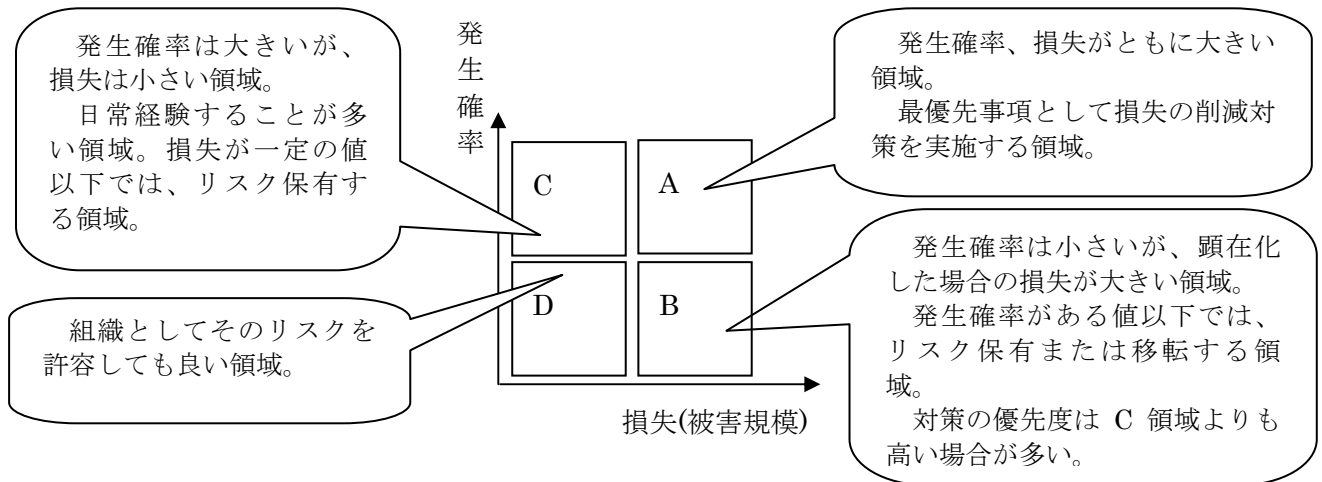 発生確率は大きいが、
損失は小さい領域。
日常経験することが多
い領域。損失が一定の値
以下では、リスク保有す
る領域。
組織としてそのリスクを
許容しても良い領域。
発
生
確
率
C
A
D
B
損失(被害規模)
発生確率、損失がともに大きい
領域。
最優先事項として損失の削減対
策を実施する領域。
発生確率は小さいが、顕在化
した場合の損失が大きい領域。
発生確率がある値以下では、
リスク保有または移転する領
域。
対策の優先度は C 領域よりも
高い場合が多い。